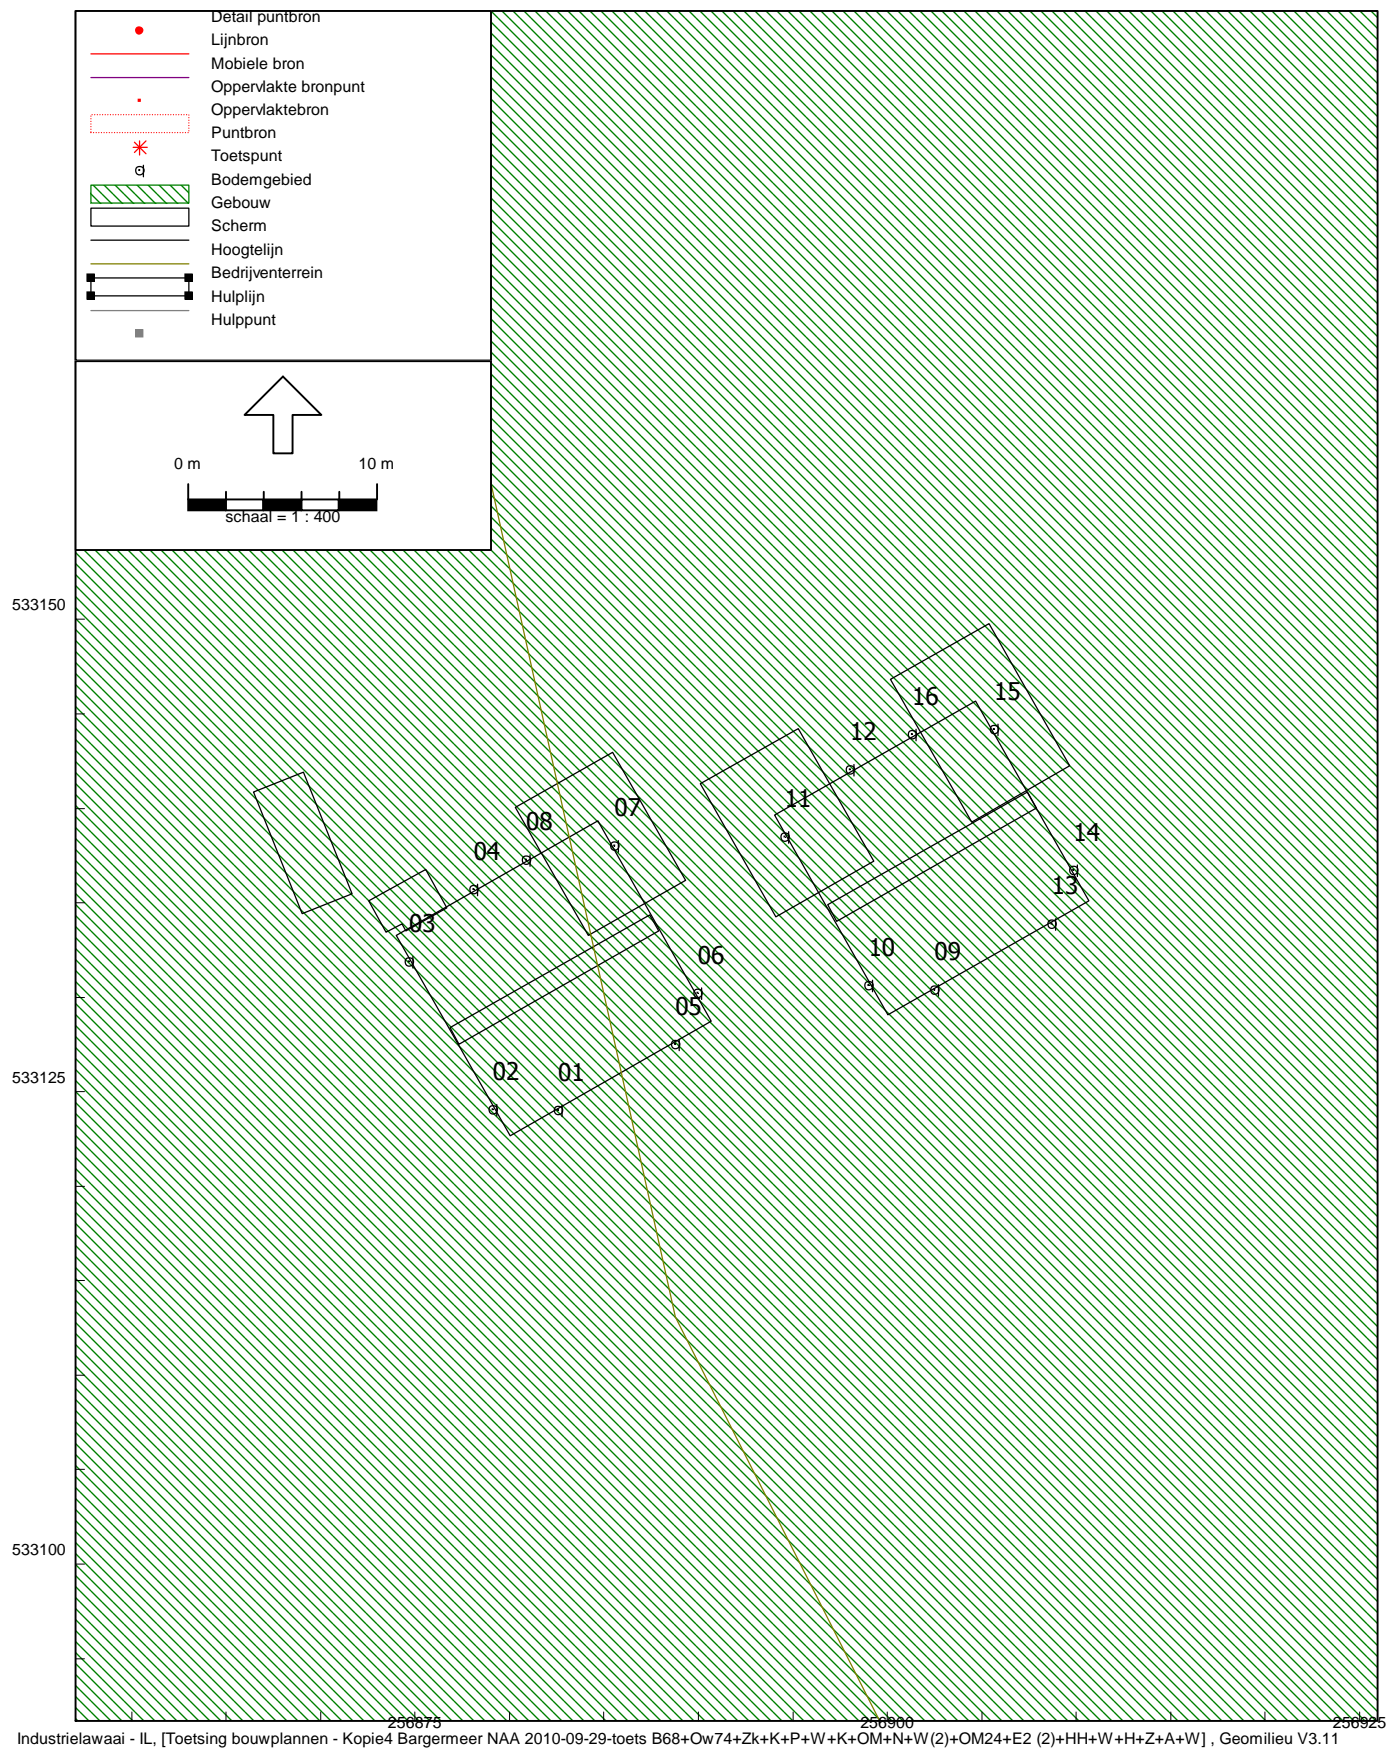 Detail puntbron
Lijnbron
Mobiele bron
Oppervlakte bronpunt
Oppervlaktebron
Puntbron
Toetspunt
Bodemgebied
Gebouw
Scherm
Hoogtelijn
Bedrijventerrein
Hulplijn
Hulppunt
0 m 10 m
schaal = 1 : 400
533150
16 15
12
11
07
08
04
14
13
03
10 09
06
05
533125
02 01
533100
256875 256900 256925
Industrielawaai - IL, [Toetsing bouwplannen - Kopie4 Bargermeer NAA 2010-09-29-toets B68+Ow74+Zk+K+P+W+K+OM+N+W(2)+OM24+E2 (2)+HH+W+H+Z+A+W] , Geomilieu V3.11